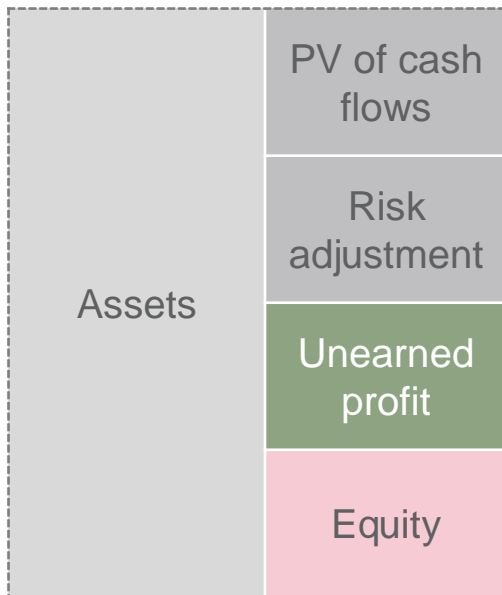 Assets
PV of cash
flows
Risk
adjustment
Unearned
profit
Equity